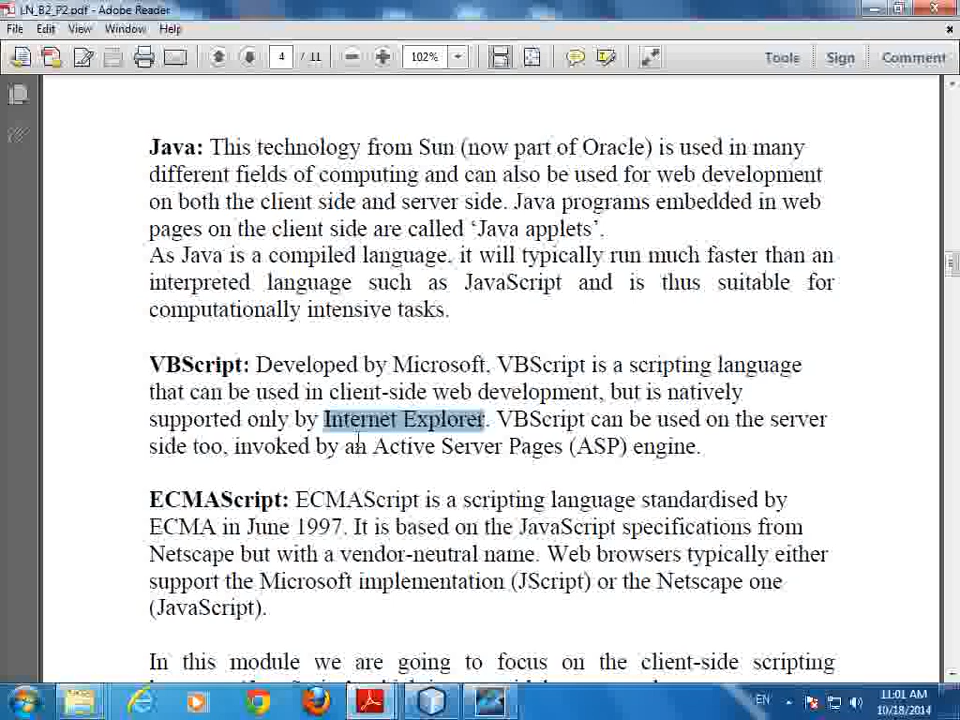 LN_B2_P2.pdf - Adobe Reader
File Edit View Window Help
4 / 11 102% Tools Sign Comment
Java: This technology from Sun (now part of Oracle) is used in many
different fields of computing and can also be used for web development
on both the client side and server side. Java programs embedded in web
pages on the client side are called ‘Java applets’.
As Java is a compiled language, it will typically run much faster than an
interpreted language such as JavaScript and is thus suitable for
computationally intensive tasks.
VBScript: Developed by Microsoft, VBScript is a scripting language
that can be used in client-side web development, but is natively
supported only by Internet Explorer. VBScript can be used on the server
side too, invoked by an Active Server Pages (ASP) engine.
ECMAScript: ECMAScript is a scripting language standardised by
ECMA in June 1997. It is based on the JavaScript specifications from
Netscape but with a vendor-neutral name. Web browsers typically either
support the Microsoft implementation (JScript) or the Netscape one
(JavaScript).
In this module we are going to focus on the client-side scripting
EN 11:01 AM
10/18/2014